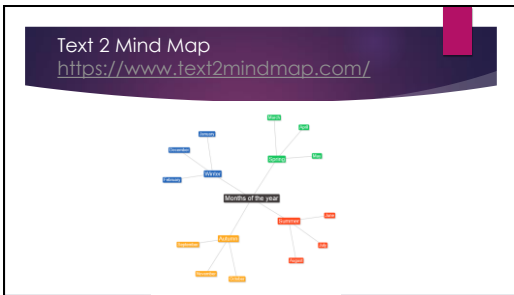 Text 2 Mind Map
https://www.text2mindmap.com/
March
April
January
December
Spring
May
Winter
February
Months of the year
June
Summer
Autumn
September
July
August
November
October